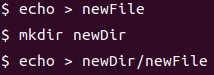 $ echo > newFile
$ mkdir newDir
$ echo > newDir/newFile